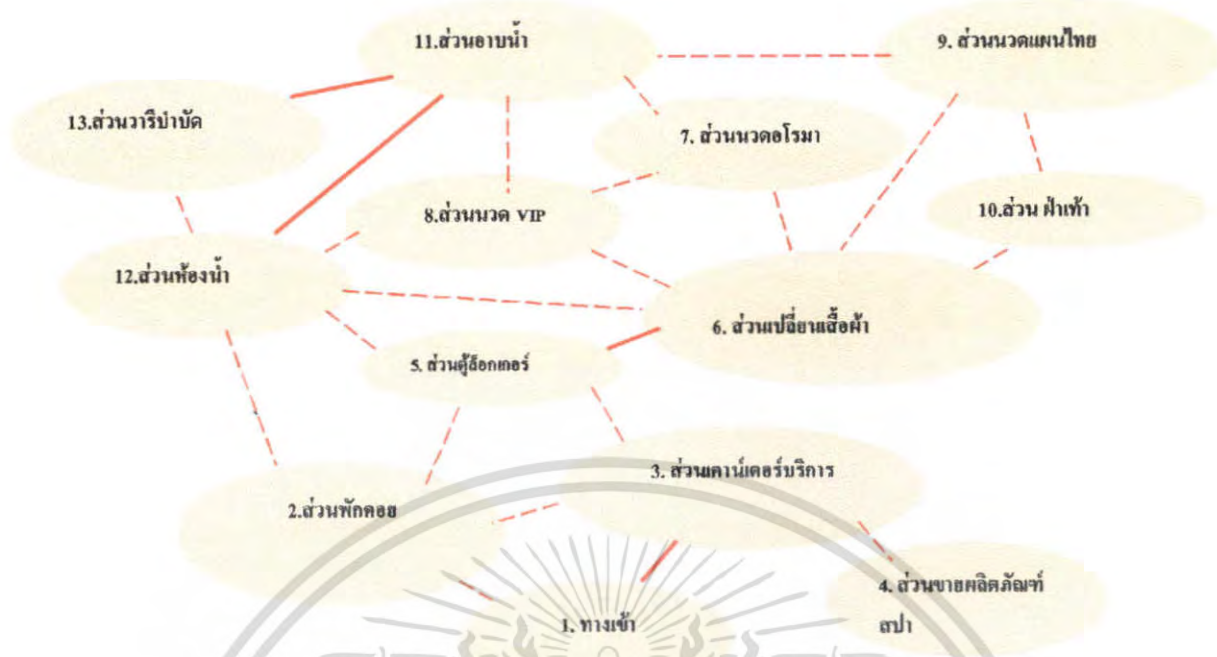 11.ส่วนอาบน้ำ
9. ส่วนนวดแผนไทย
13.ส่วนวารีบำบัด
7. ส่วนนวดอโรมา
8.ส่วนนวด VIP
10.ส่วน ฝ่าเท้า
12.ส่วนห้องน้ำ
6. ส่วนเปลี่ยนเสื้อผ้า
5. ส่วนตู้ล็อกเกอร์
3. ส่วนเคาน์เตอร์บริการ
2.ส่วนพักคอย
4. ส่วนขายผลิตภัณฑ์
สปา
1. ทางเข้า